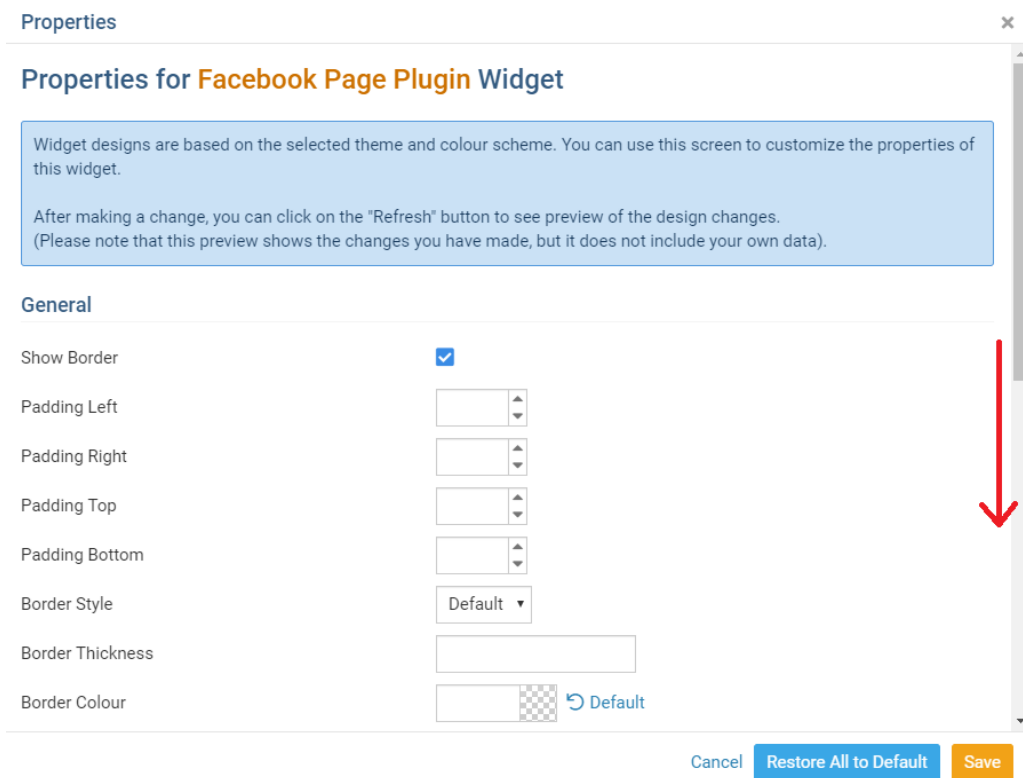 Properties
Properties for Facebook Page Plugin Widget
Widget designs are based on the selected theme and colour scheme. You can use this screen to customize the properties of
this widget.
After making a change, you can click on the "Refresh" button to see preview of the design changes.
(Please note that this preview shows the changes you have made, but it does not include your own data).
General
Show Border
Padding Left
Padding Right
Padding Top
Padding Bottom
Border Style Default
Border Thickness
Border Colour Default
Cancel Restore All to Default Save